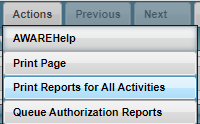 Actions Previous Next
AWAREHelp
Print Page
Print Reports for All Activities
Queue Authorization Reports